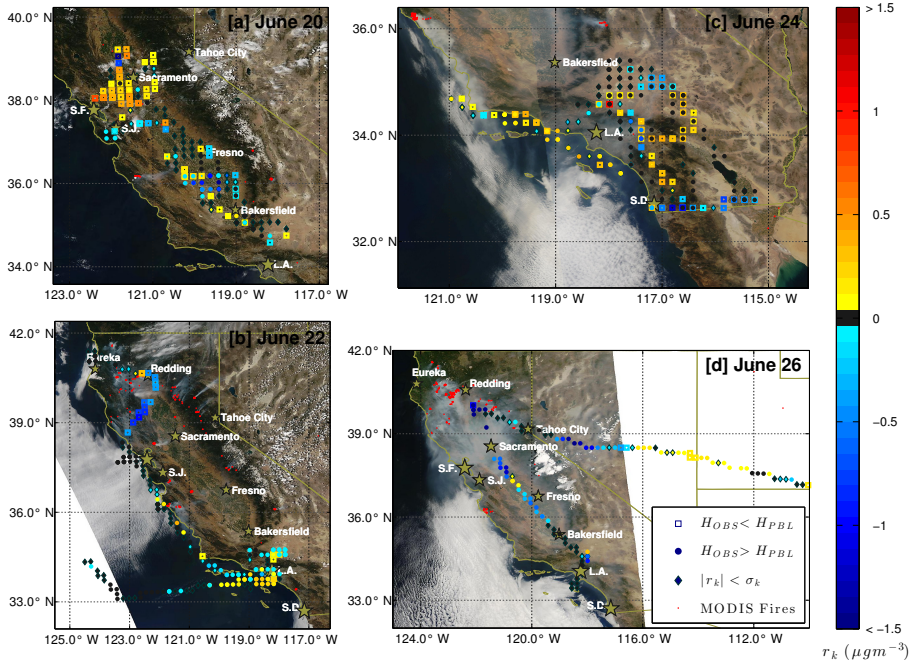 [a] June 20
40.0° N
38.0° N
36.0° N
34.0° N
123.0° W
121.0° W
119.0° W
117.0° W
Tahoe City
Sacramento
S.F.
S.J.
Fresno
Bakersfield
L.A.
[c] June 24
36.0° N
34.0° N
32.0° N
121.0° W
119.0° W
117.0° W
115.0° W
Bakersfield
L.A.
S.D
[b] June 22
42.0° N
39.0° N
36.0° N
33.0° N
125.0° W
123.0° W
121.0° W
119.0° W
117.0° W
Eureka
Redding
Tahoe City
Sacramento
S.J.
Fresno
Bakersfield
L.A.
S.D
[d] June 26
42.0° N
39.0° N
36.0° N
33.0° N
124.0° W
120.0° W
116.0° W
112.0° W
Eureka
Redding
Tahoe City
Sacramento
S.F.
S.J.
Fresno
Bakersfield
L.A.
S.D
H_OBS < H_PBL
H_OBS > H_PBL
|r_k| < σ_k
MODIS Fires
> 1.5
1
0.5
0
−0.5
−1
< −1.5
r_k (μgm⁻³)